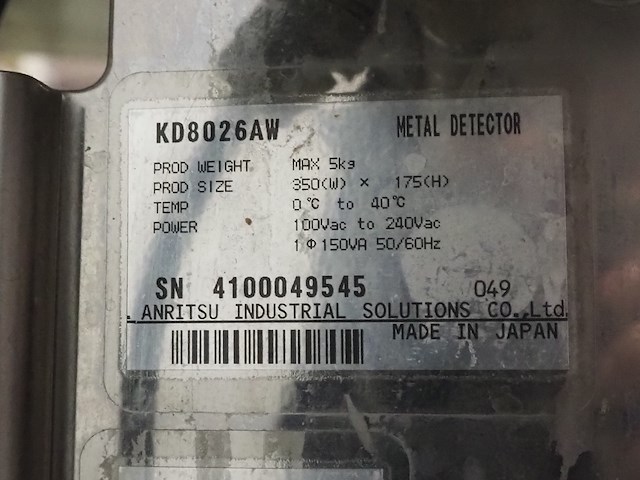 KD8026AW METAL DETECTOR
PROD WEIGHT MAX 5kg
PROD SIZE 350(W) × 175(H)
TEMP 0℃ to 40℃
POWER 100Vac to 240Vac
1Φ150VA 50/60Hz
SN 4100049545 049
ANRITSU INDUSTRIAL SOLUTIONS CO.,Ltd.
MADE IN JAPAN